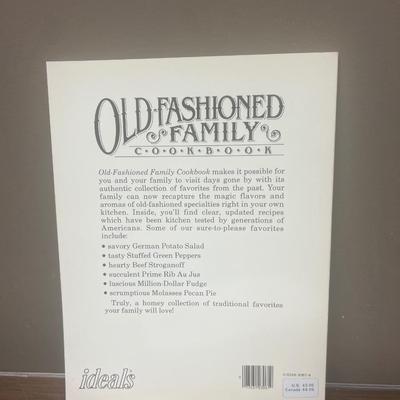 OLD-FASHIONED
FAMILY
C•O•O•K•B•O•O•K
Old-Fashioned Family Cookbook makes it possible for
you and your family to visit days gone by with its
authentic collection of favorites from the past. Your
family can now recapture the magic flavors and
aromas of old-fashioned specialties right in your own
kitchen. Inside, you'll find clear, updated recipes
which have been kitchen tested by generations of
Americans. Some of our sure-to-please favorites
include:
• savory German Potato Salad
• tasty Stuffed Green Peppers
• hearty Beef Stroganoff
• succulent Prime Rib Au Jus
• luscious Million-Dollar Fudge
• scrumptious Molasses Pecan Pie
Truly, a homey collection of traditional favorites
your family will love!
ideals
U.S.
Canada